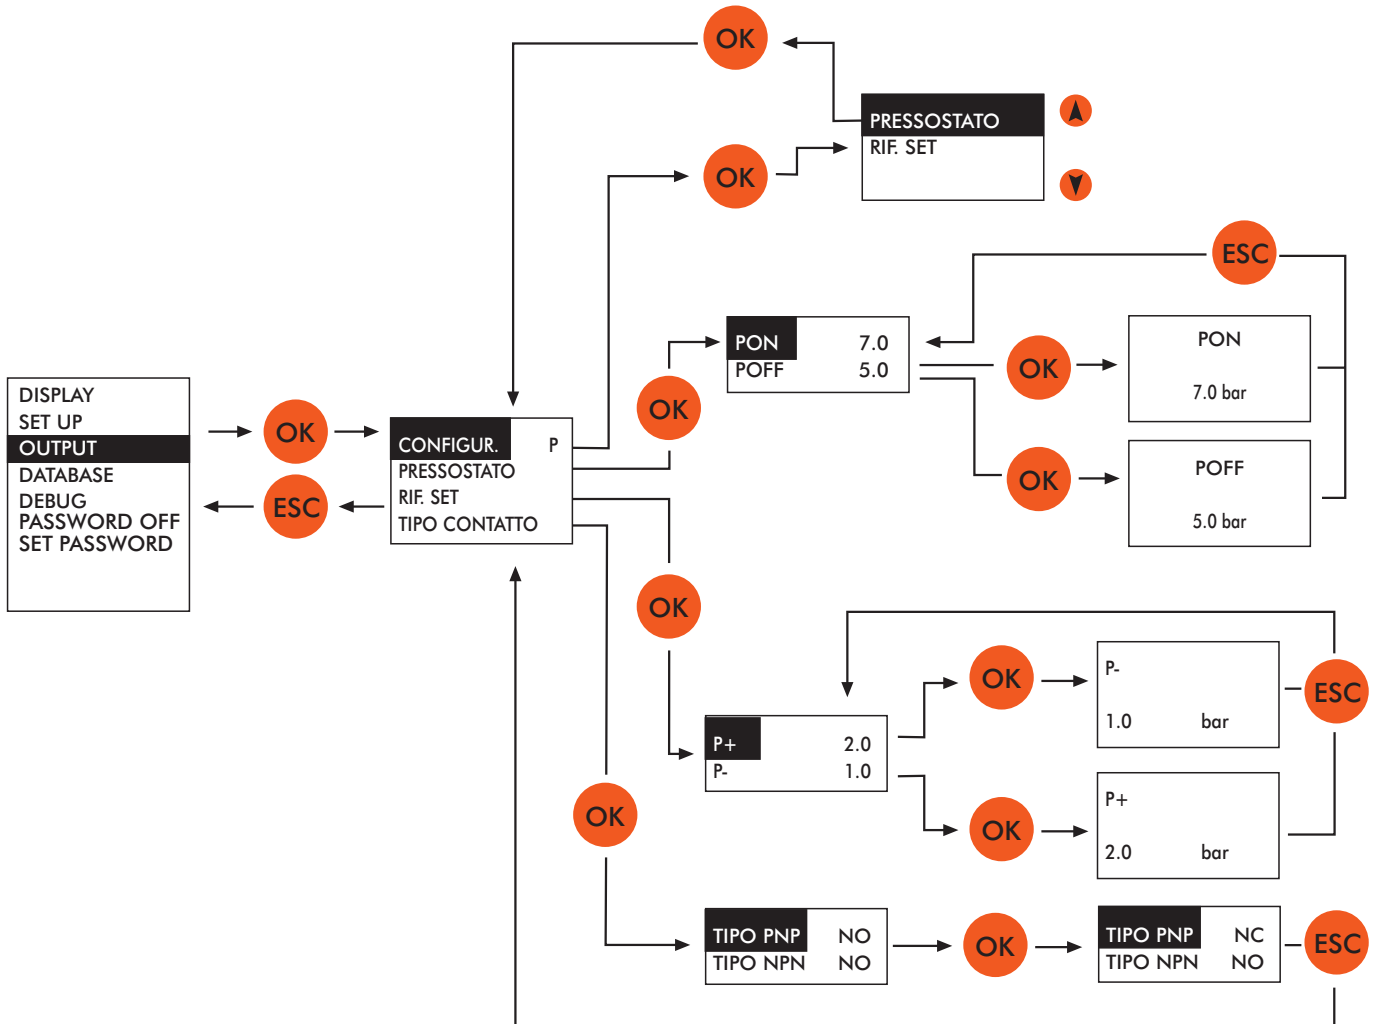 OK
PRESSOSTATO
RIF. SET
OK
ESC
PON 7.0
POFF 5.0
OK
PON
7.0 bar
OK
OK
POFF
5.0 bar
DISPLAY
SET UP
OUTPUT
DATABASE
DEBUG
PASSWORD OFF
SET PASSWORD
OK
ESC
CONFIGUR. P
PRESSOSTATO
RIF. SET
TIPO CONTATTO
OK
P+ 2.0
P- 1.0
OK
P-
1.0 bar
ESC
OK
P+
2.0 bar
OK
TIPO PNP NO
TIPO NPN NO
OK
TIPO PNP NC
TIPO NPN NO
ESC